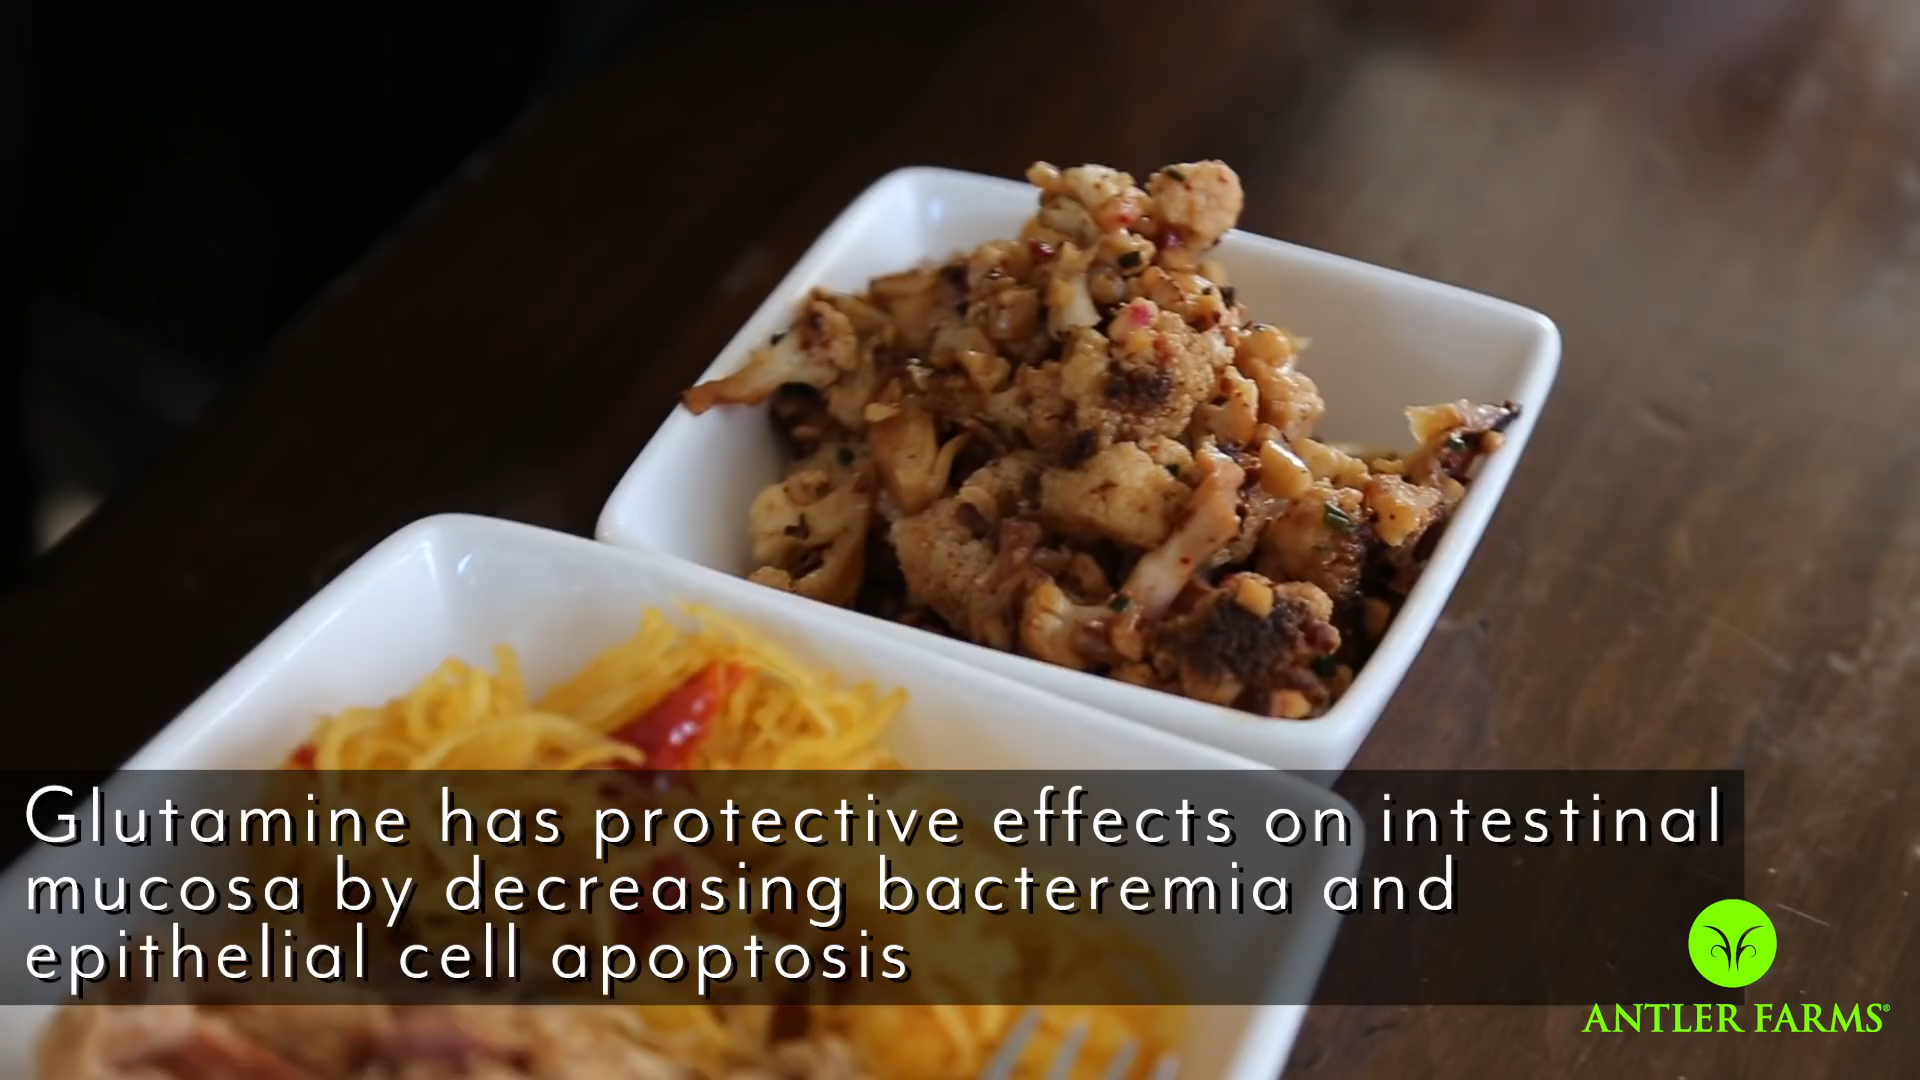 Glutamine has protective effects on intestinal
mucosa by decreasing bacteremia and
epithelial cell apoptosis
ANTLER FARMS®